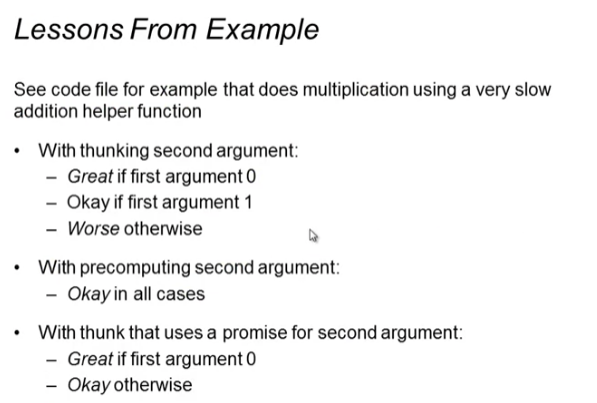 Lessons From Example
See code file for example that does multiplication using a very slow
addition helper function
• With thunking second argument:
– Great if first argument 0
– Okay if first argument 1
– Worse otherwise
• With precomputing second argument:
– Okay in all cases
• With thunk that uses a promise for second argument:
– Great if first argument 0
– Okay otherwise